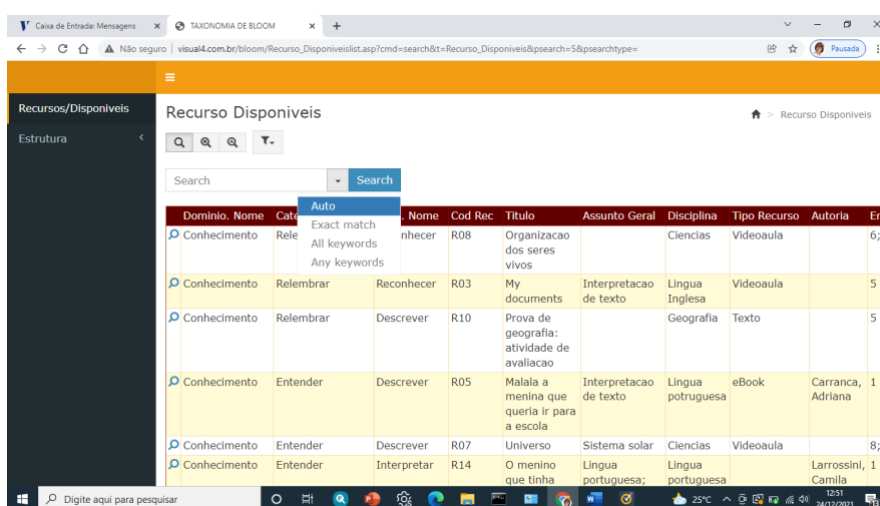 Caixa de Entrada: Mensagens
TAXONOMIA DE BLOOM
Não seguro
visual4.com.br/bloom/Recurso_Disponiveislist.asp?cmd=search&t=Recurso_Disponiveis&psearch=5&psearchtype=
Pausada
Recursos/Disponiveis
Estrutura
Recurso Disponiveis
> Recurso Disponiveis
Search
Search
Auto
Exact match
All keywords
Any keywords
Dominio. Nome Cate . Nome Cod Rec Titulo Assunto Geral Disciplina Tipo Recurso Autoria En
Conhecimento Rele nhecer R08 Organizacao Ciencias Videoaula 6;
dos seres
vivos
Conhecimento Relembrar Reconhecer R03 My Interpretacao Lingua Videoaula 5
documents de texto Inglesa
Conhecimento Relembrar Descrever R10 Prova de Geografia Texto 5
geografia:
atividade de
avaliacao
Conhecimento Entender Descrever R05 Malala a Interpretacao Lingua eBook Carranca, 1
menina que de texto potruguesa Adriana
queria ir para
a escola
Conhecimento Entender Descrever R07 Universo Sistema solar Ciencias Videoaula 8;
Conhecimento Entender Interpretar R14 O menino Lingua Lingua Larrossini, 1
que tinha portuguesa; portuguesa Camila
Digite aqui para pesquisar
25°C
12:51
24/12/2021